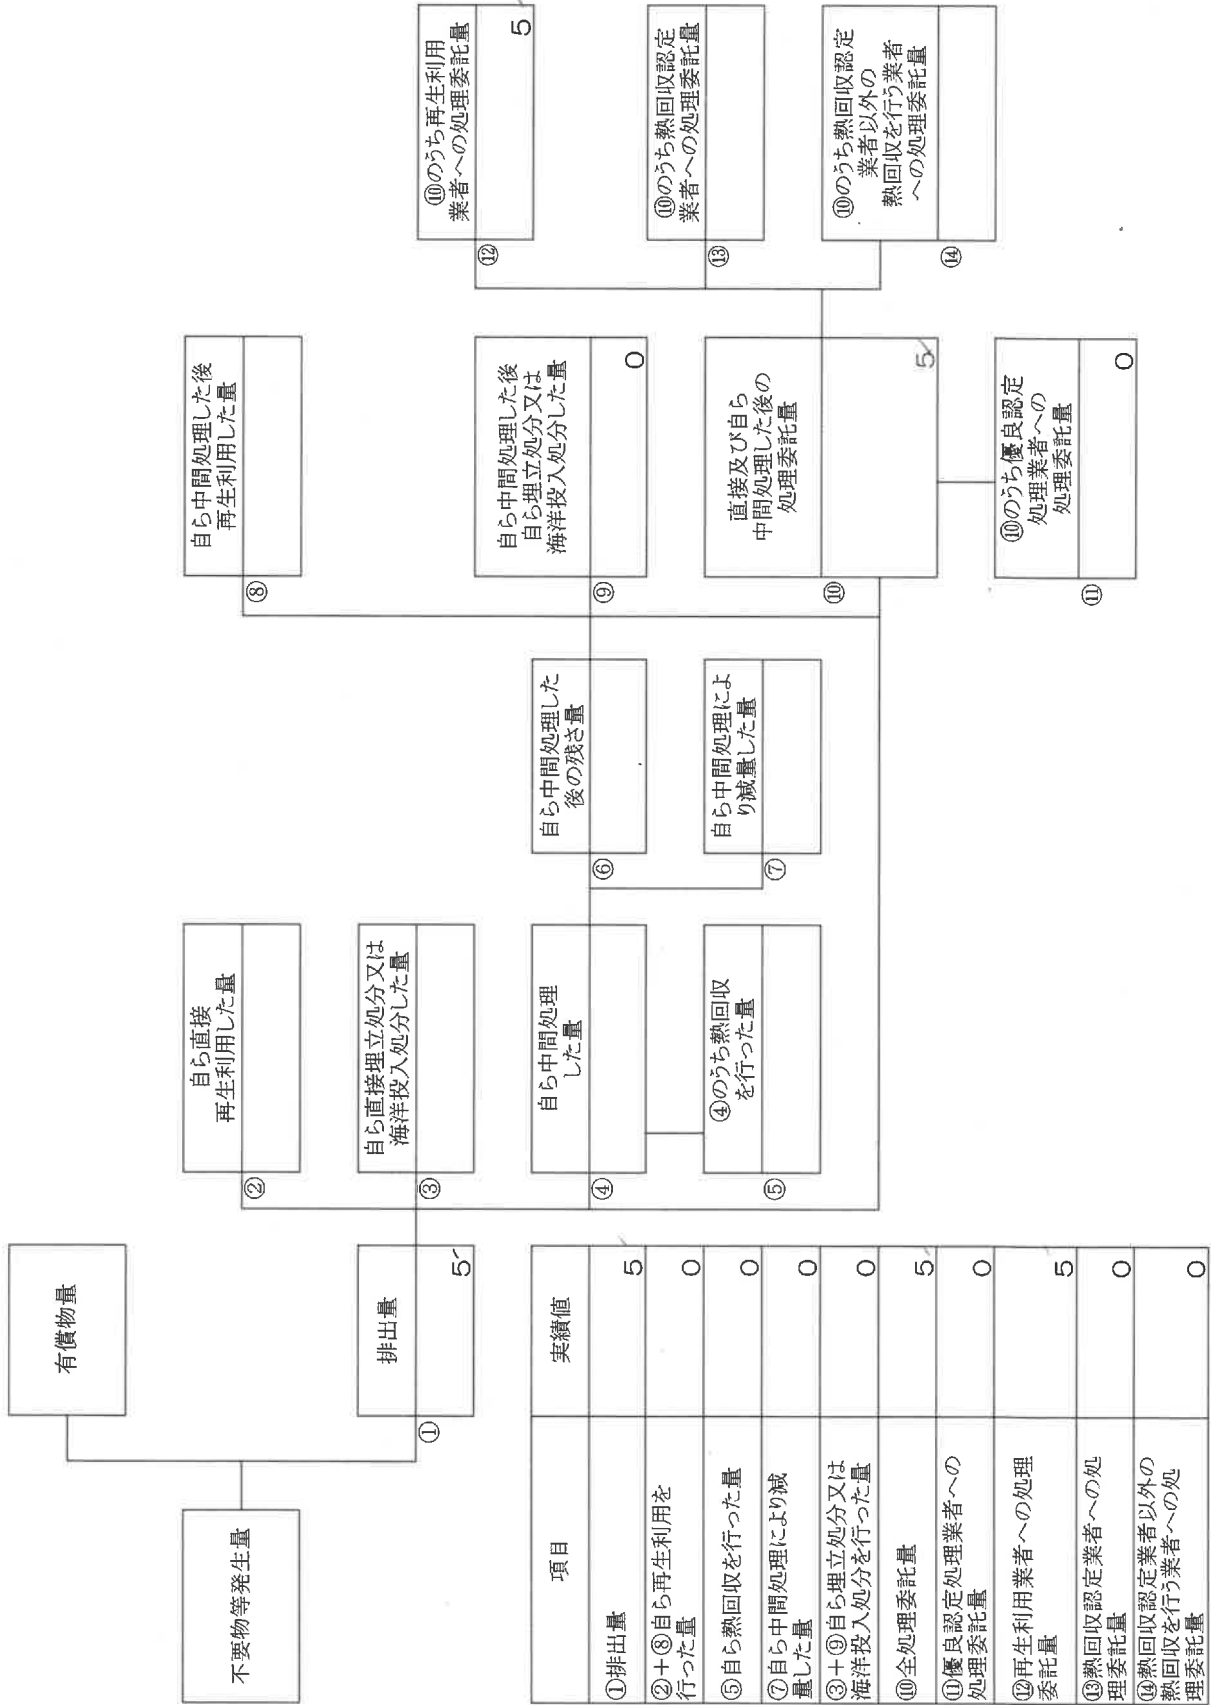 不要物等発生量
有償物量
排出量
①
5
自ら直接
再生利用した量
②
自ら直接埋立処分又は
海洋投入処分した量
③
自ら中間処理
した量
④
④のうち熱回収
を行った量
⑤
自ら中間処理した
後の残さ量
⑥
自ら中間処理によ
り減量した量
⑦
自ら中間処理した後
再生利用した量
⑧
自ら中間処理した後
自ら埋立処分又は
海洋投入処分した量
⑨
0
直接及び自ら
中間処理した後の
処理委託量
⑩
5
⑩のうち優良認定
処理業者への
処理委託量
⑪
0
⑩のうち再生利用
業者への処理委託量
⑫
5
⑩のうち熱回収認定
業者への処理委託量
⑬
⑩のうち熱回収認定
業者以外の
熱回収を行う業者
への処理委託量
⑭
項目 実績値
①排出量 5
②+⑧自ら再生利用を
行った量 0
⑤自ら熱回収を行った量 0
⑦自ら中間処理により減
量した量 0
③+⑨自ら埋立処分又は
海洋投入処分を行った量 0
⑩全処理委託量 5
⑪優良認定処理業者への
処理委託量 0
⑫再生利用業者への処理
委託量 5
⑬熱回収認定業者への処
理委託量 0
⑭熱回収認定業者以外の
熱回収を行う業者への処
理委託量 0